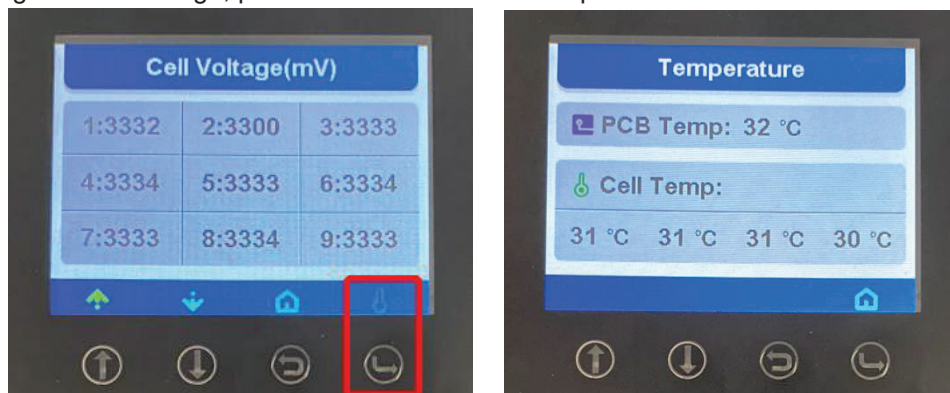 Cell Voltage(mV)
1:3332 2:3300 3:3333
4:3334 5:3333 6:3334
7:3333 8:3334 9:3333
Temperature
PCB Temp: 32 °C
Cell Temp:
31 °C 31 °C 31 °C 30 °C